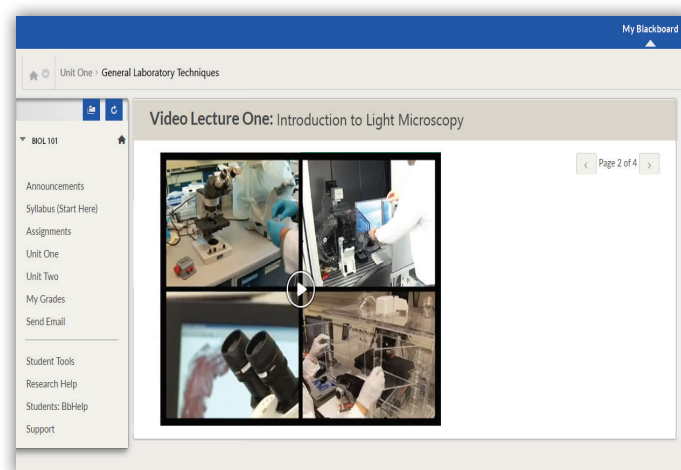 My Blackboard
Unit One > General Laboratory Techniques
BIOL 101
Announcements
Syllabus (Start Here)
Assignments
Unit One
Unit Two
My Grades
Send Email
Student Tools
Research Help
Students: BbHelp
Support
Video Lecture One: Introduction to Light Microscopy
< Page 2 of 4 >